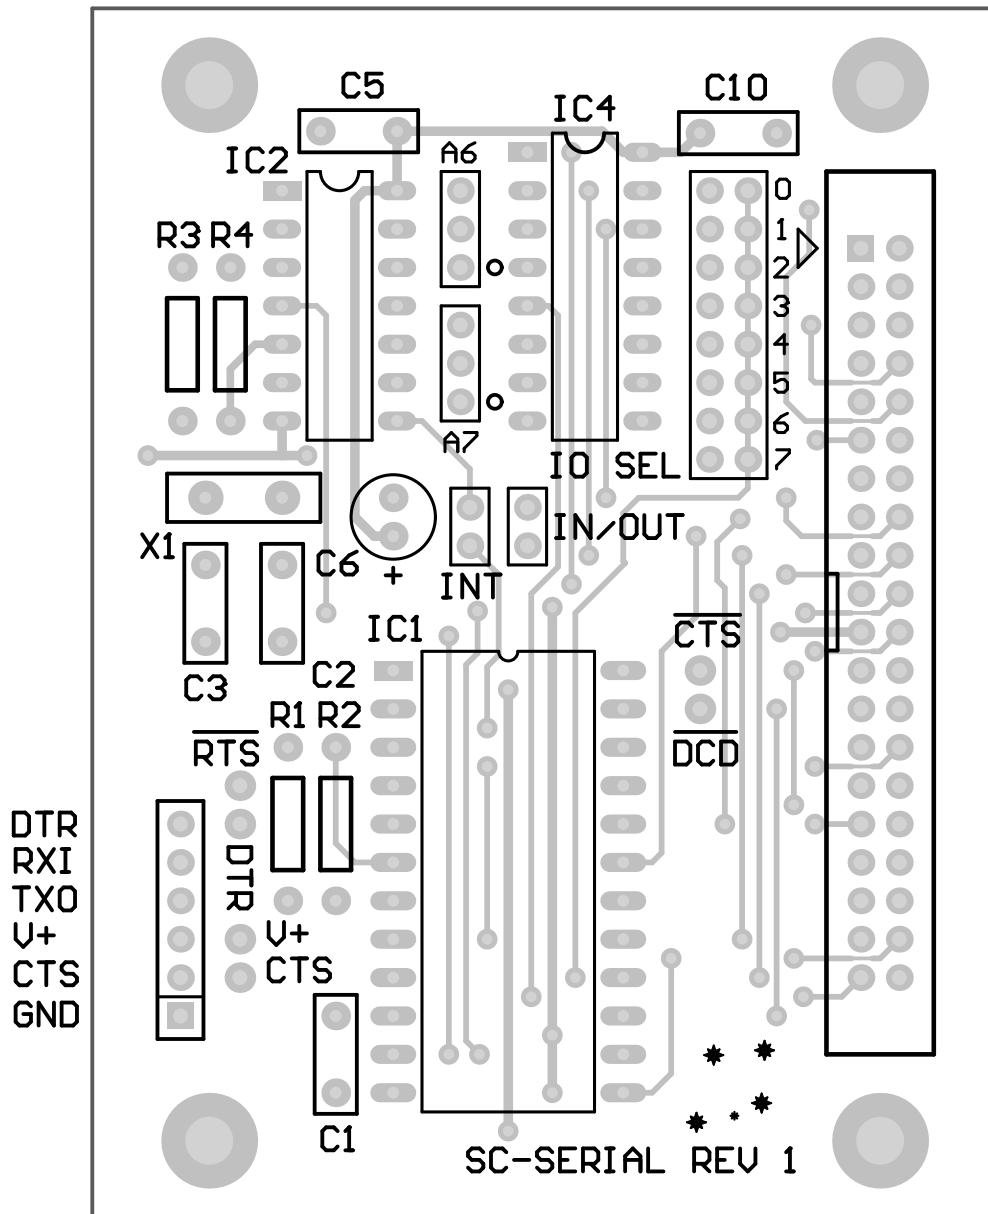 C5
IC4
C10
IC2
A6
0
R3 R4
1
2
3
4
5
6
A7
7
IO SEL
IN/OUT
X1
C6
+
INT
IC1
CTS
C3
C2
R1 R2
RTS
DCD
DTR
RXI
DTR
TXO
V+
V+
CTS
CTS
GND
C1
SC-SERIAL REV 1